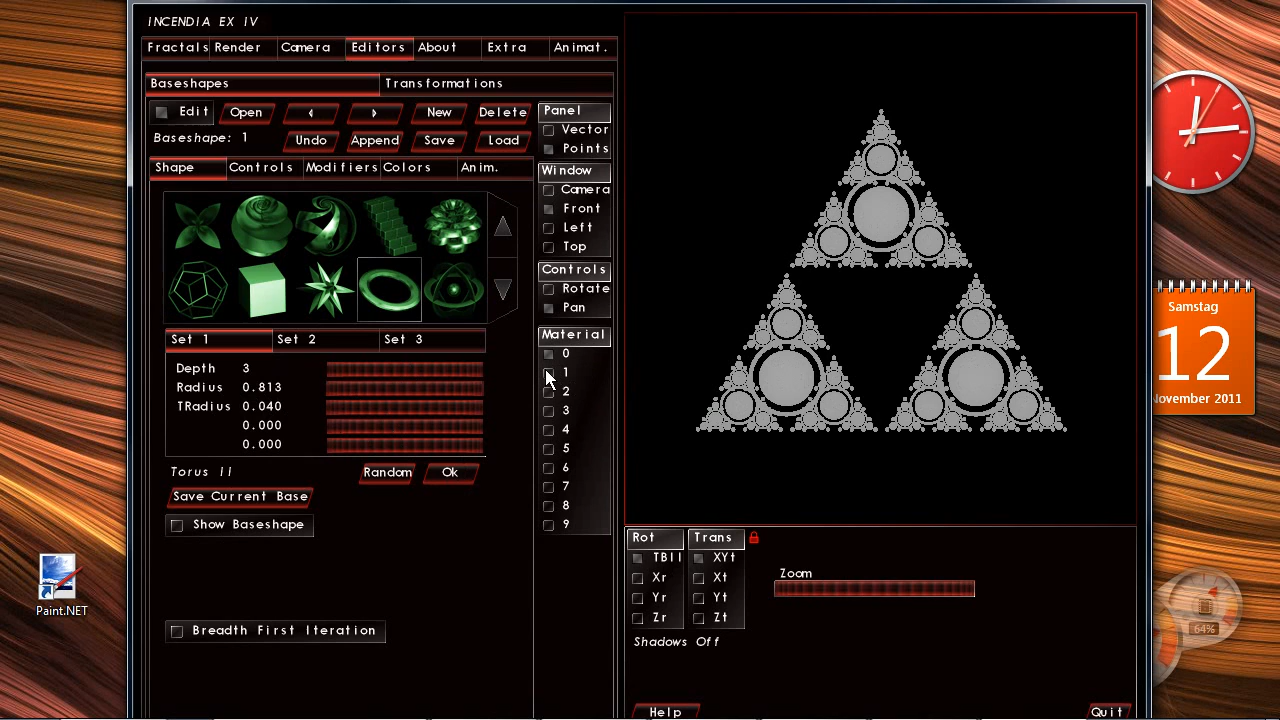 INCENDIA EX IV
Fractals Render Camera Editors About Extra Animat.
Baseshapes Transformations
Edit Open New Delete
Baseshape: 1 Undo Append Save Load
Shape Controls Modifiers Colors Anim.
Set 1 Set 2 Set 3
Depth 3
Radius 0.813
TRadius 0.040
0.000
0.000
Torus II
Random Ok
Save Current Base
Show Baseshape
Breadth First Iteration
Panel
Vector
Points
Window
Camera
Front
Left
Top
Controls
Rotate
Pan
Material
0
1
2
3
4
5
6
7
8
9
Rot Trans
TBll XYt
Xr Xt
Yr Yt
Zr Zt
Zoom
Shadows Off
Help Quit
Paint.NET
Samstag
12
November 2011
64%